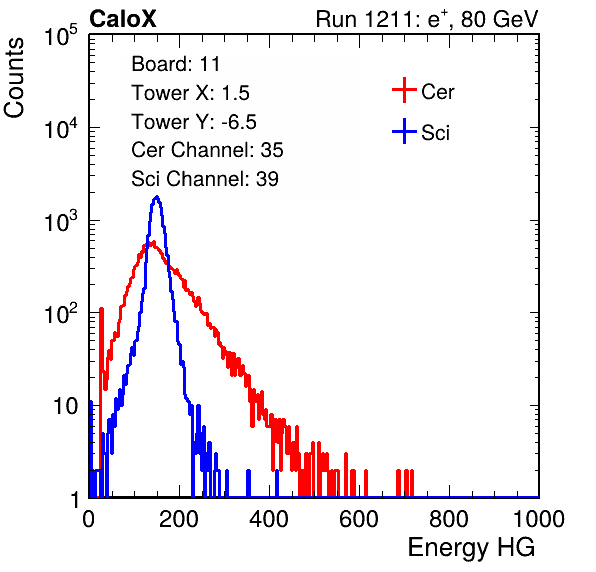 CaloX Run 1211: e⁺, 80 GeV
Counts
10⁵
10⁴
10³
10²
10
1
Board: 11
Tower X: 1.5
Tower Y: -6.5
Cer Channel: 35
Sci Channel: 39
Cer
Sci
0 200 400 600 800 1000
Energy HG